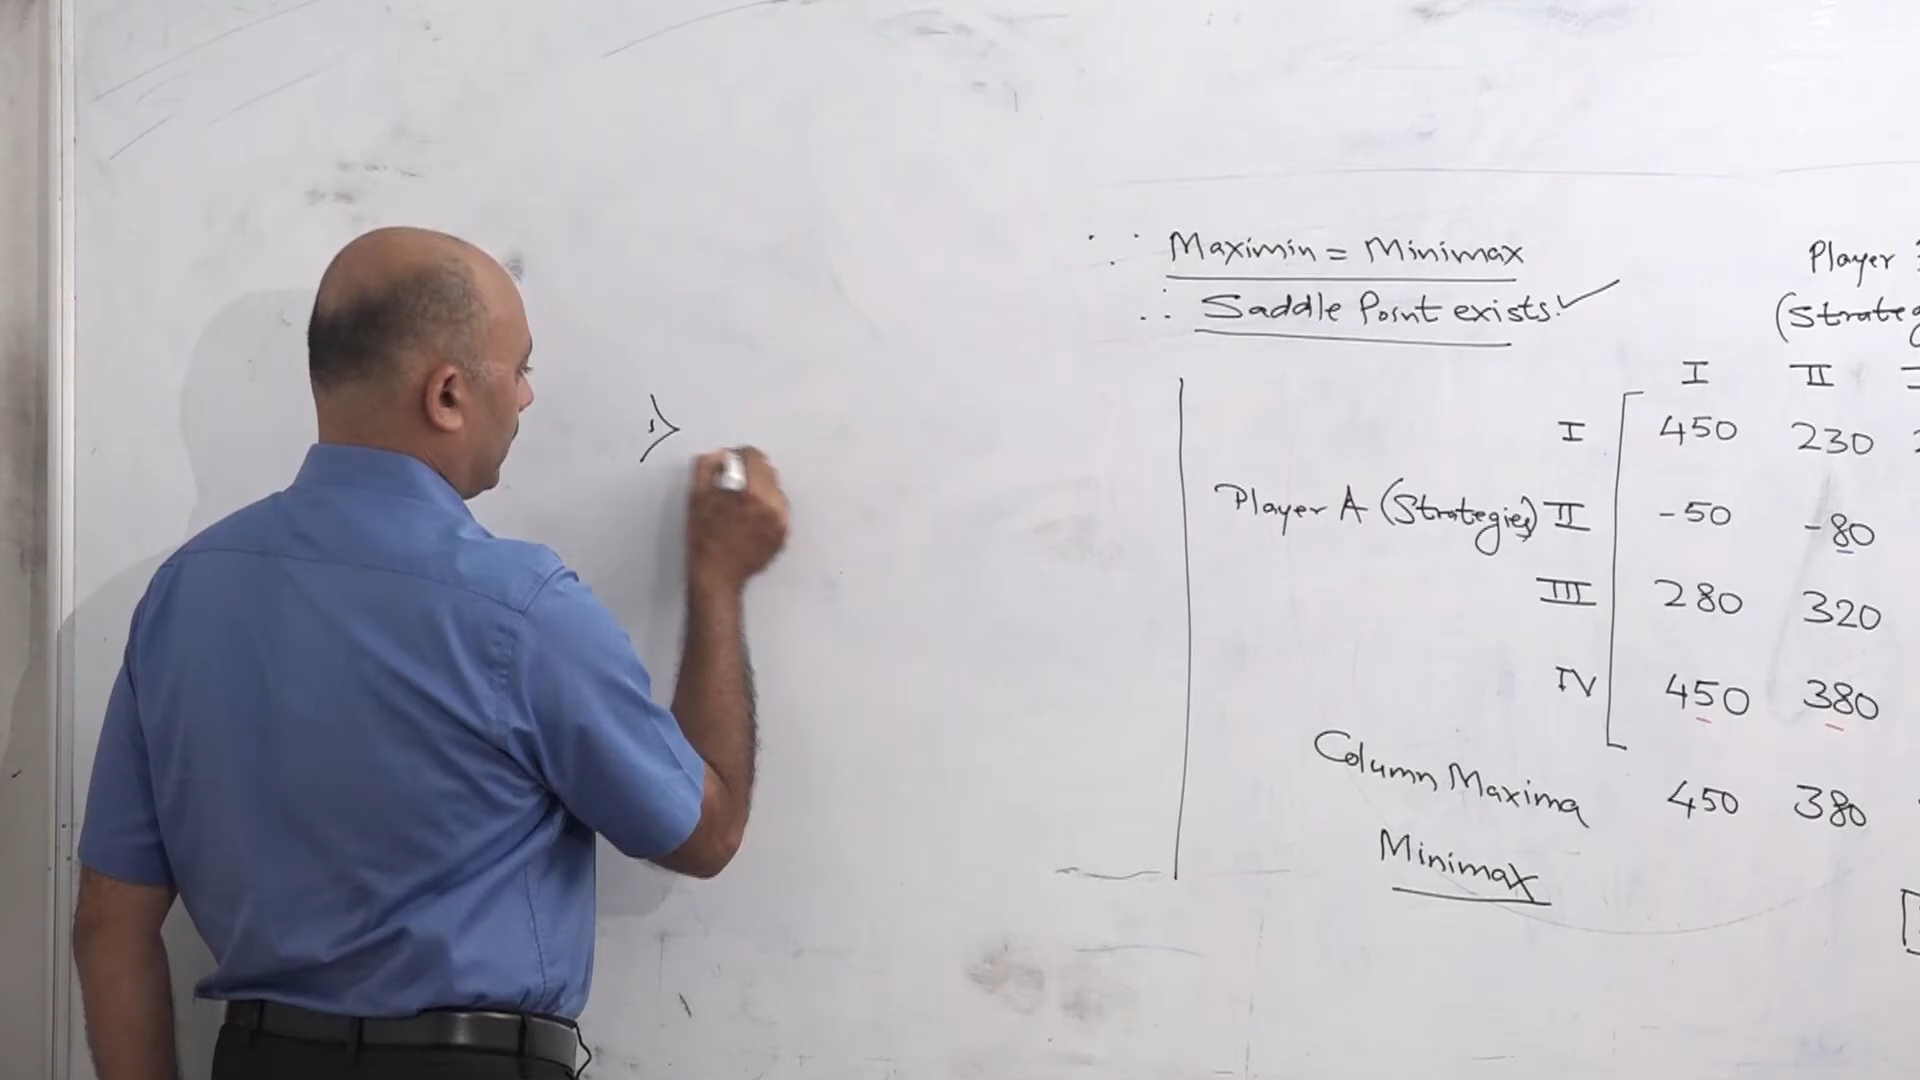 ∵ Maximin = Minimax
∴ Saddle Point exists. ✓
Player
(Strateg
I II
I 450 230
Player A (Strategies) II -50 -80
III 280 320
IV 450 380
Column Maxima 450 380
Minimax